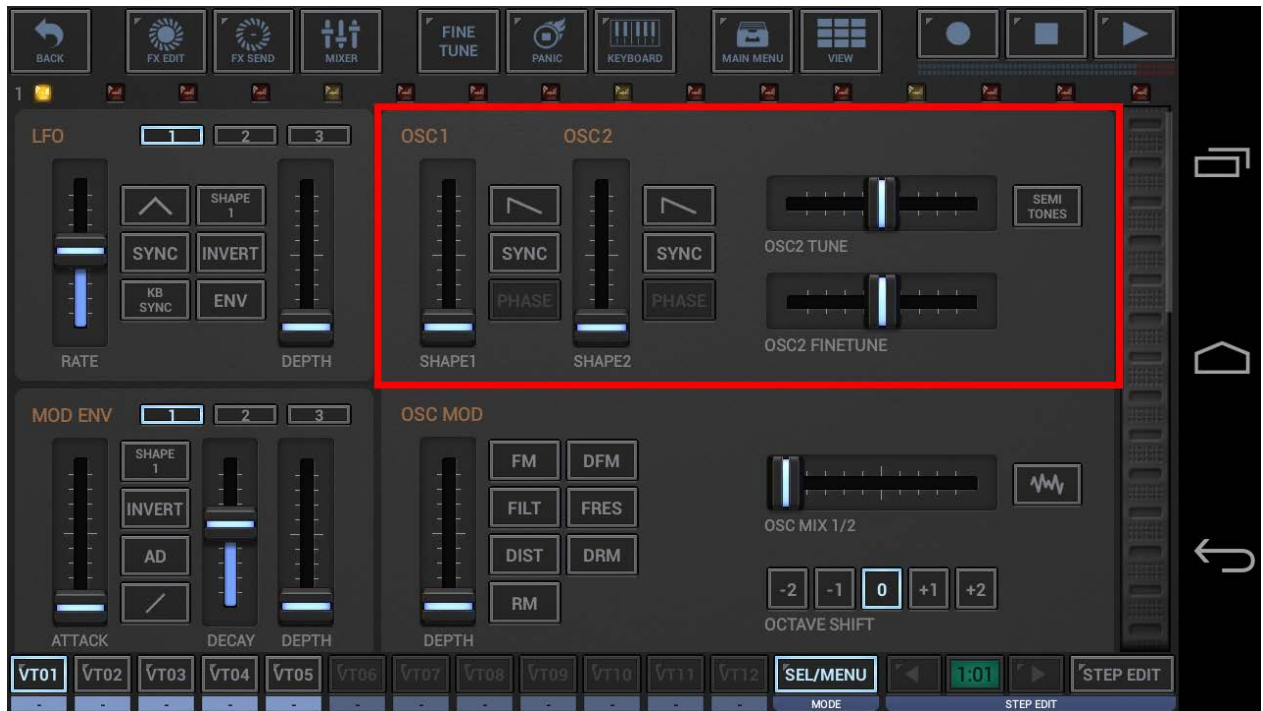 BACK
FX EDIT
FX SEND
MIXER
FINE
TUNE
PANIC
KEYBOARD
MAIN MENU
VIEW
1
LFO
1
2
3
SHAPE
1
SYNC
INVERT
KB
SYNC
ENV
RATE
DEPTH
OSC1
OSC2
SYNC
SYNC
PHASE
PHASE
SHAPE1
SHAPE2
OSC2 TUNE
SEMI
TONES
OSC2 FINETUNE
MOD ENV
1
2
3
SHAPE
1
INVERT
AD
ATTACK
DECAY
DEPTH
OSC MOD
FM
DFM
FILT
FRES
DIST
DRM
RM
DEPTH
OSC MIX 1/2
-2
-1
0
+1
+2
OCTAVE SHIFT
VT01
VT02
VT03
VT04
VT05
VT06
VT07
VT08
VT09
VT10
VT11
VT12
SEL/MENU
1:01
STEP EDIT
- - - - - - - - - - - -
MODE
STEP EDIT